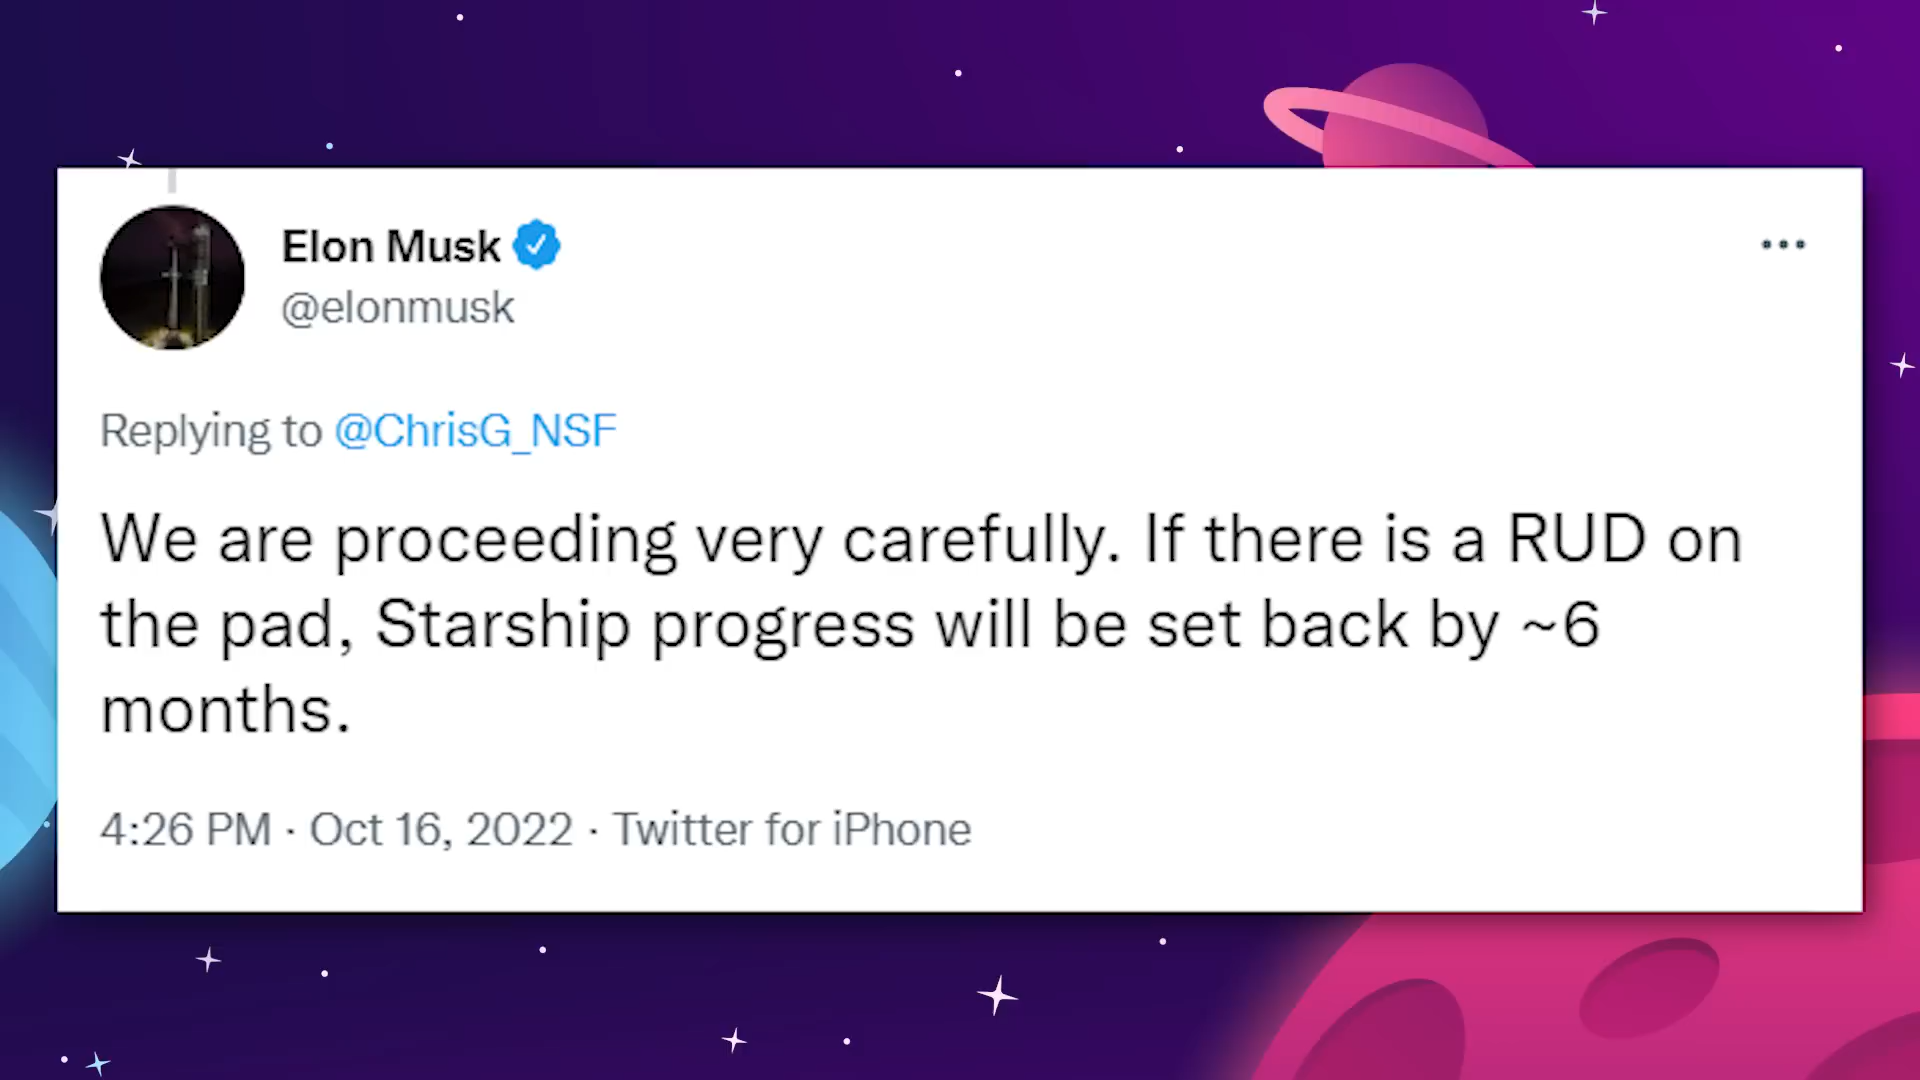 Elon Musk
@elonmusk
Replying to @ChrisG_NSF
We are proceeding very carefully. If there is a RUD on
the pad, Starship progress will be set back by ~6
months.
4:26 PM · Oct 16, 2022 · Twitter for iPhone